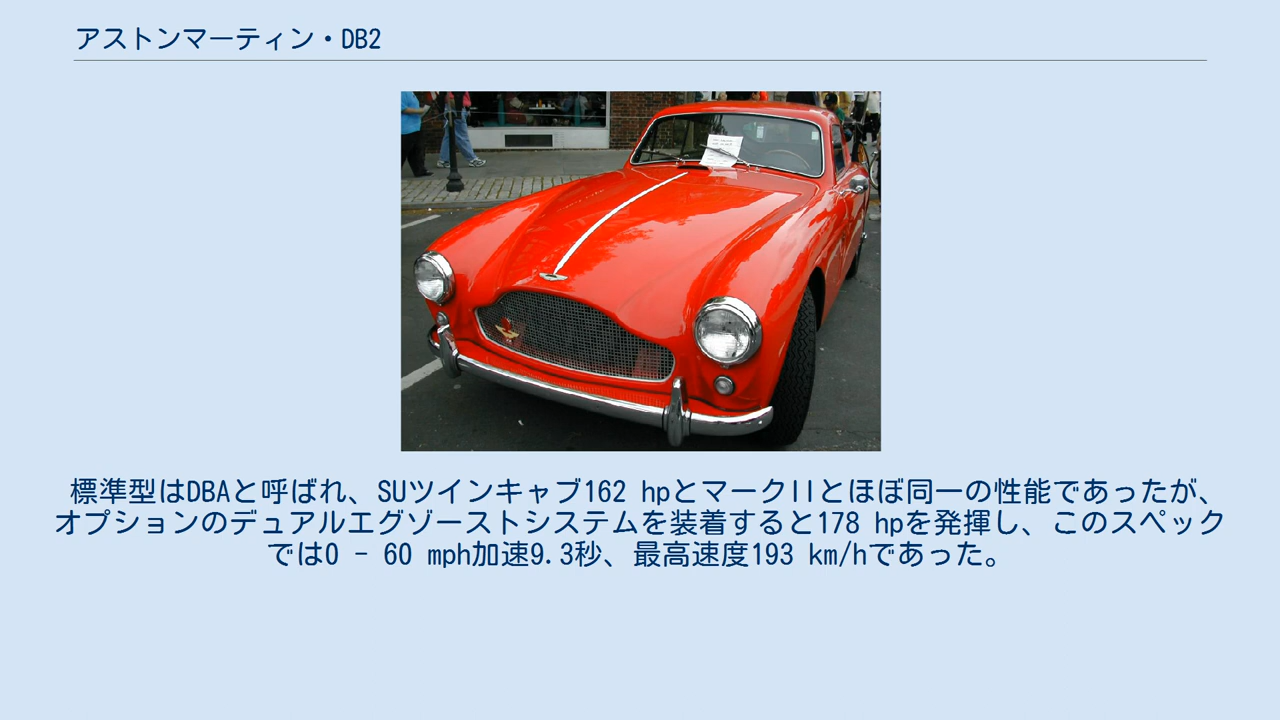 アストンマーティン・DB2
標準型はDBAと呼ばれ、SUツインキャブ162 hpとマークIIとほぼ同一の性能であったが、
オプションのデュアルエグゾーストシステムを装着すると178 hpを発揮し、このスペック
では0 - 60 mph加速9.3秒、最高速度193 km/hであった。